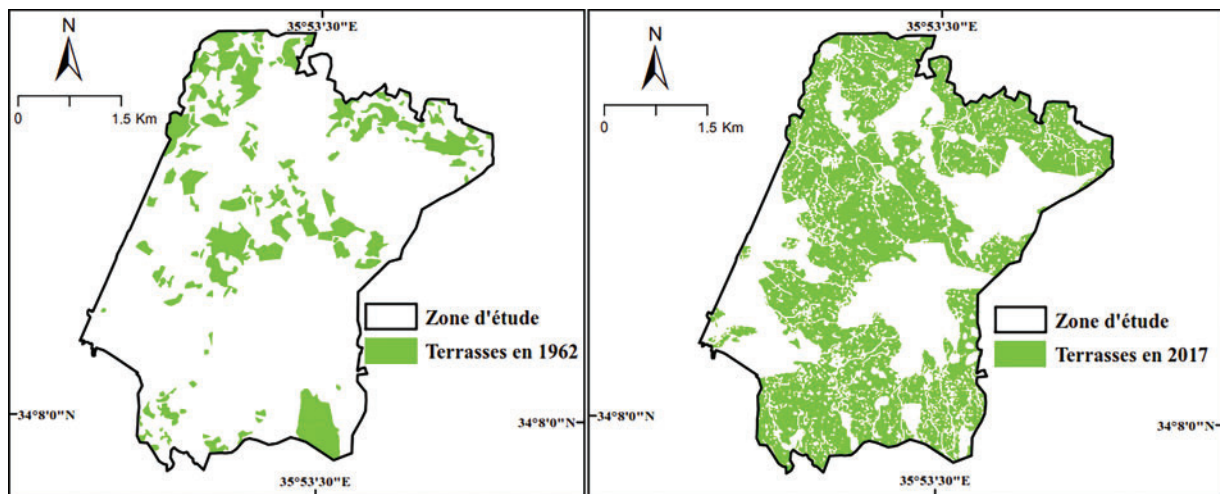 35°53'30"E
N
0 1.5 Km
Zone d'étude
Terrasses en 1962
34°8'0"N
34°8'0"N
35°53'30"E
35°53'30"E
N
0 1.5 Km
Zone d'étude
Terrasses en 2017
34°8'0"N
34°8'0"N
35°53'30"E